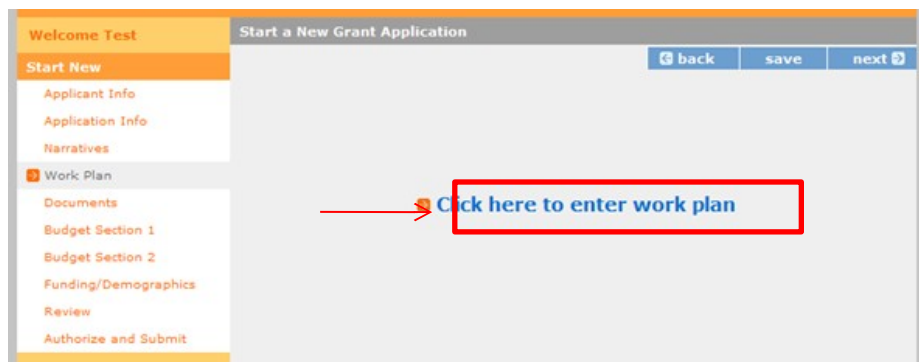 Welcome Test
Start a New Grant Application
Start New
back save next
Applicant Info
Application Info
Narratives
Work Plan
Click here to enter work plan
Documents
Budget Section 1
Budget Section 2
Funding/Demographics
Review
Authorize and Submit